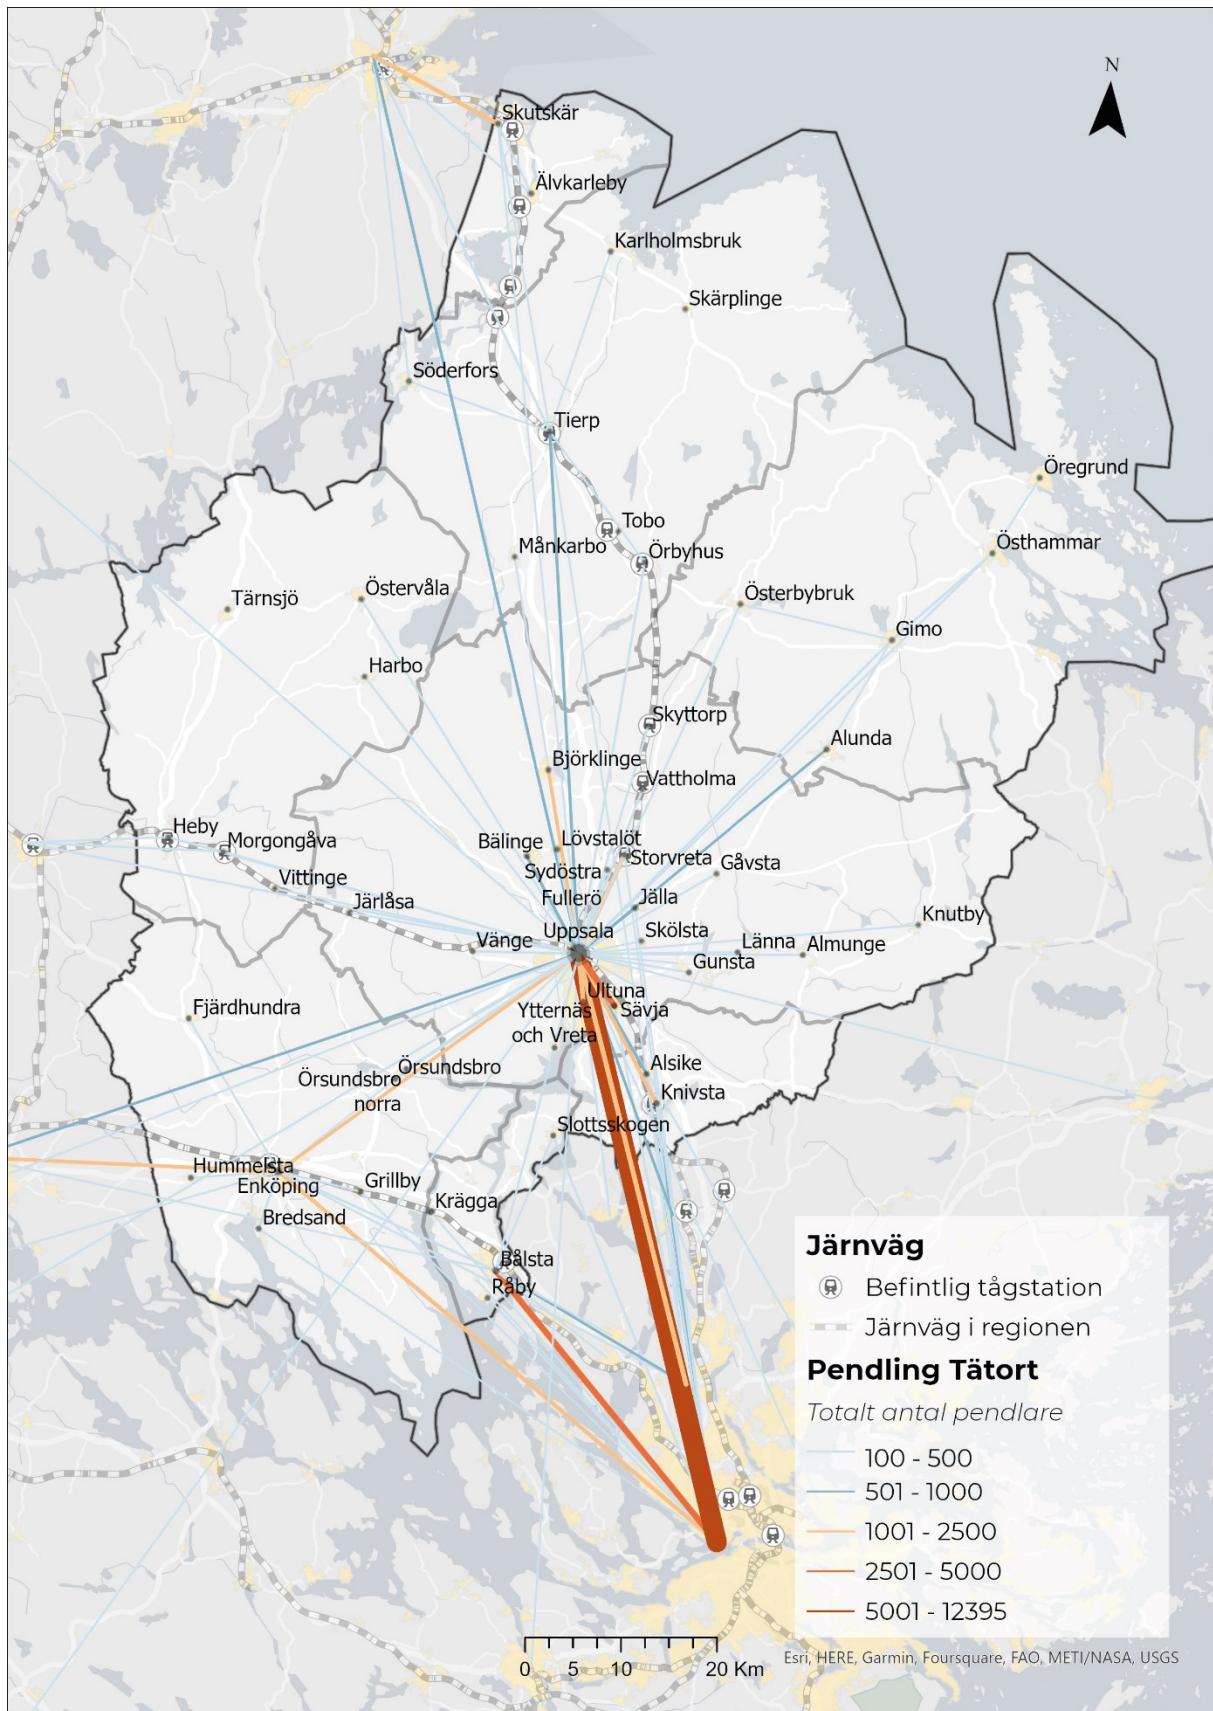 N
Skutskär
Älvkarleby
Karlholmsbruk
Skärplinge
Söderfors
Tierp
Öregrund
Tobo
Månkarbo
Örbyhus
Östhammar
Tärnsjö
Östervåla
Österbybruk
Gimo
Harbo
Skyttorp
Alunda
Björklinge
Vattholma
Heby
Morgongåva
Bälinge
Lövstalöt
Storvreta
Sydöstra
Fullerö
Gåvsta
Vittinge
Järlåsa
Jälla
Knutby
Uppsala
Skölsta
Vänge
Länna
Almunge
Gunsta
Ultuna
Fjärdhundra
Ytternäs
och Vreta
Sävja
Alsike
Örsundsbro
Örsundsbro
norra
Knivsta
Slottsskogen
Hummelsta
Enköping
Grillby
Krägga
Bredsand
Bålsta
Råby
Järnväg
Befintlig tågstation
Järnväg i regionen
Pendling Tätort
Totalt antal pendlare
100 - 500
501 - 1000
1001 - 2500
2501 - 5000
5001 - 12395
0 5 10 20 Km
Esri, HERE, Garmin, Foursquare, FAO, METI/NASA, USGS